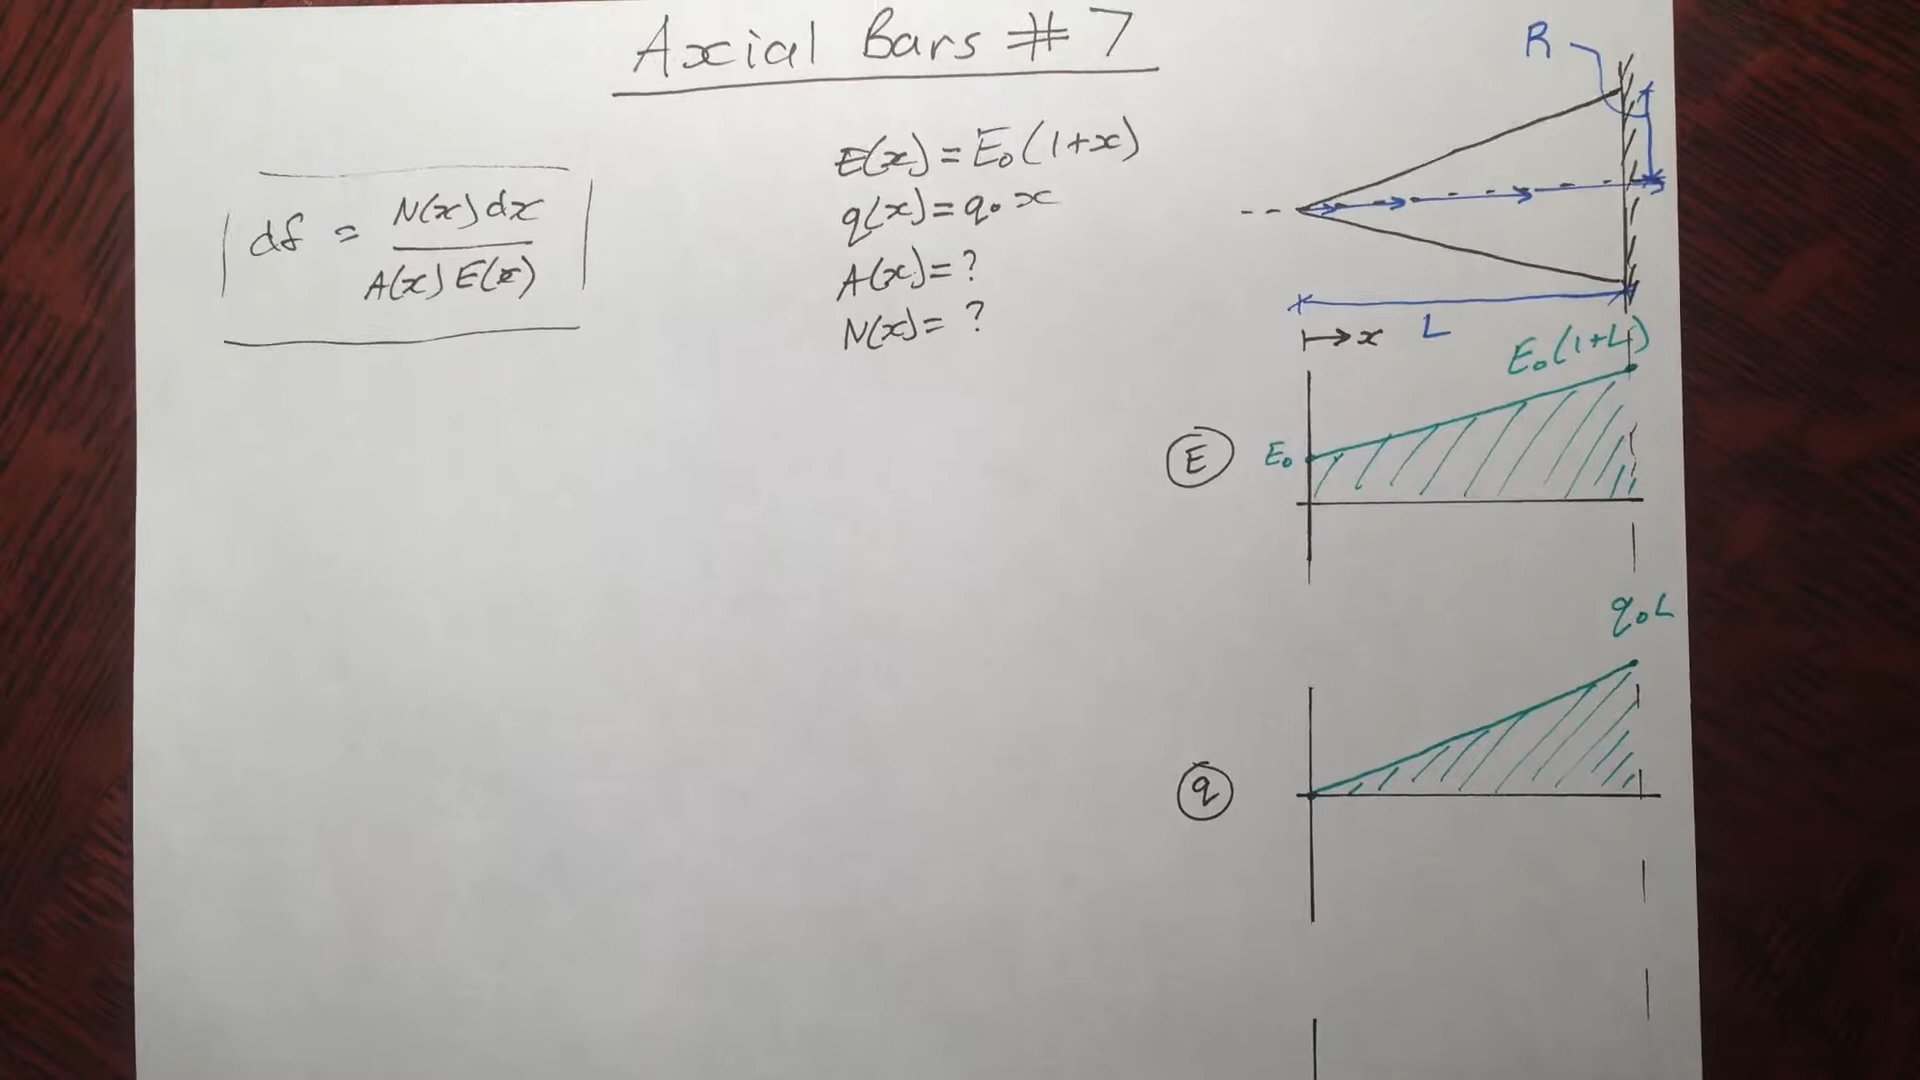 Axial Bars #7
df = N(x)dx / A(x)E(x)
E(x) = E₀(1+x)
q(x) = q₀x
A(x) = ?
N(x) = ?
R
L
x
E
E₀
E₀(1+L)
q
q₀L